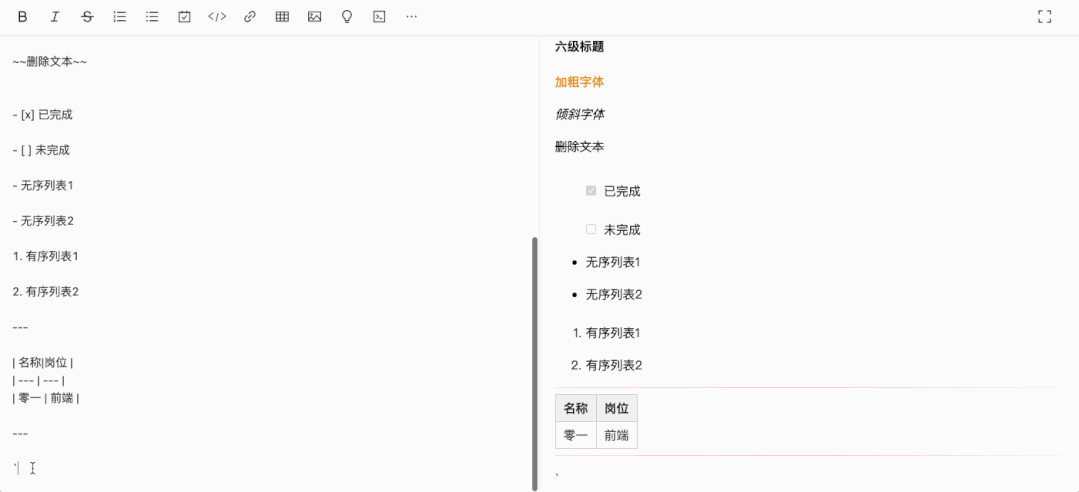 B I S </> ...
~~删除文本~~
- [x] 已完成
- [ ] 未完成
- 无序列表1
- 无序列表2
1. 有序列表1
2. 有序列表2
---
| 名称|岗位 |
| --- | --- |
| 零一 | 前端 |
---
`
六级标题
加粗字体
倾斜字体
删除文本
已完成
未完成
• 无序列表1
• 无序列表2
1. 有序列表1
2. 有序列表2
名称 岗位
零一 前端
`